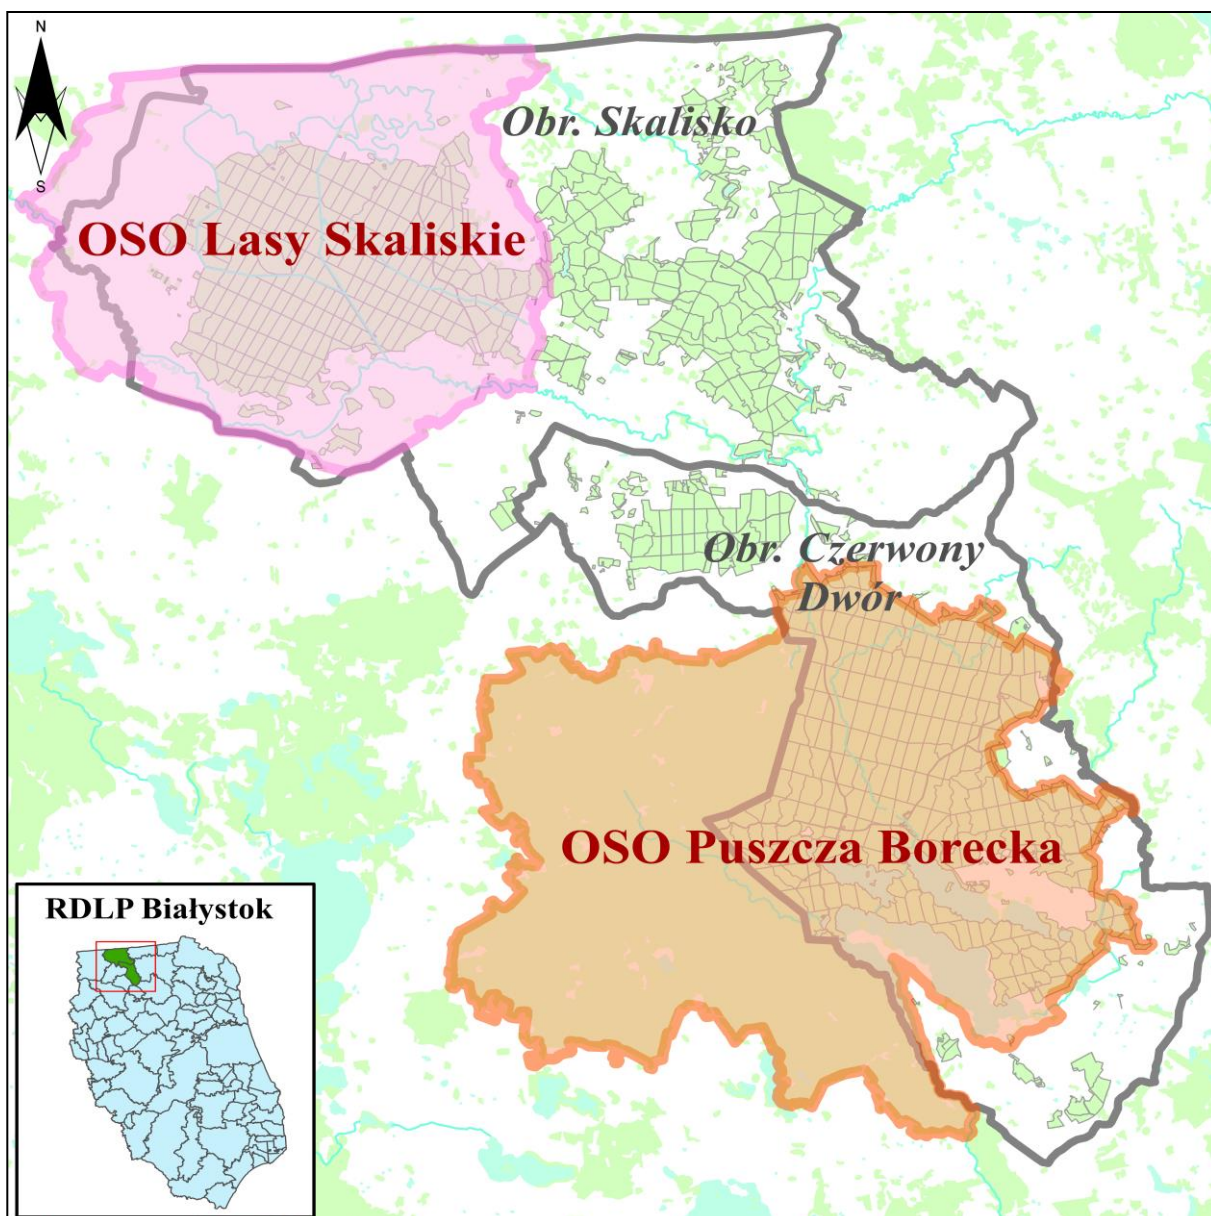 N
S
Obr. Skalisko
OSO Lasy Skaliskie
Obr. Czerwony
Dwór
OSO Puszcza Borecka
RDLP Białystok